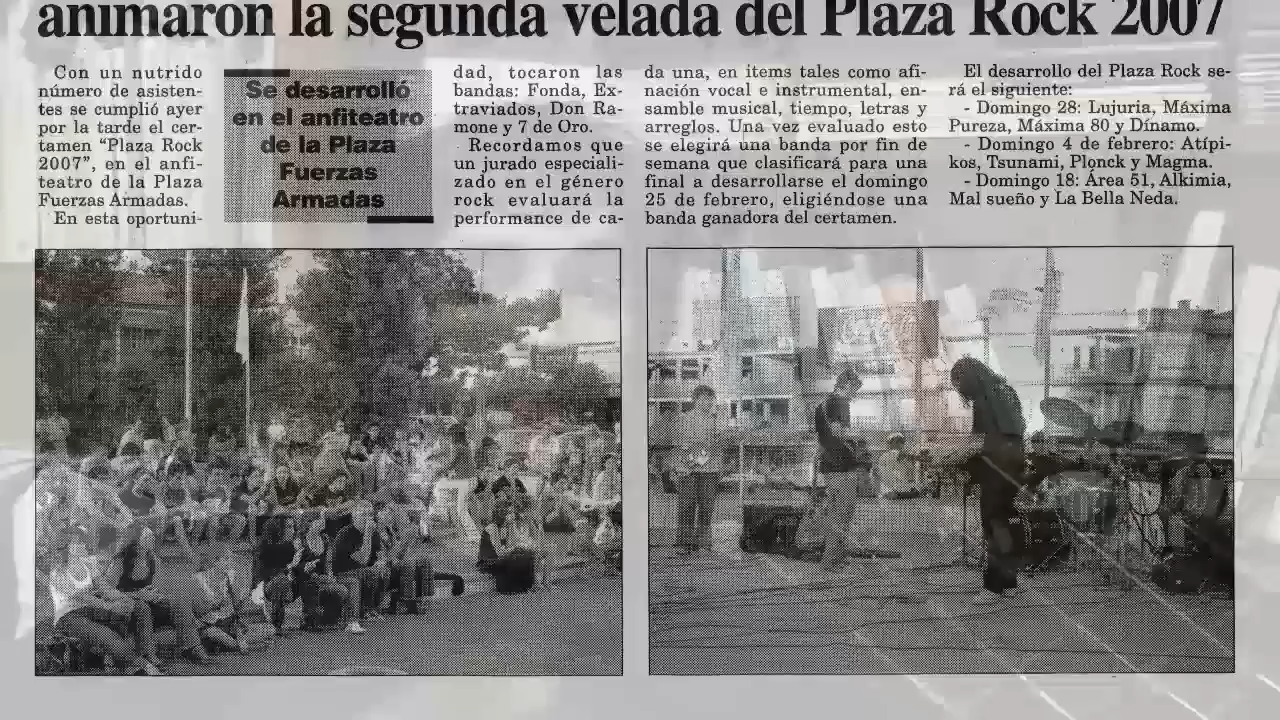 animaron la segunda velada del Plaza Rock 2007
Con un nutrido
número de asisten-
tes se cumplió ayer
por la tarde el cer-
tamen "Plaza Rock
2007", en el anfi-
teatro de la Plaza
Fuerzas Armadas.
En esta oportuni-
Se desarrolló
en el anfiteatro
de la Plaza
Fuerzas
Armadas
dad, tocaron las
bandas: Fonda, Ex-
traviados, Don Ra-
mone y 7 de Oro.
Recordamos que
un jurado especiali-
zado en el género
rock evaluará la
performance de ca-
da una, en items tales como afi-
nación vocal e instrumental, en-
samble musical, tiempo, letras y
arreglos. Una vez evaluado esto
se elegirá una banda por fin de
semana que clasificará para una
final a desarrollarse el domingo
25 de febrero, eligiéndose una
banda ganadora del certamen.
El desarrollo del Plaza Rock se-
rá el siguiente:
- Domingo 28: Lujuria, Máxima
Pureza, Máxima 80 y Dínamo.
- Domingo 4 de febrero: Atípi-
kos, Tsunami, Plonck y Magma.
- Domingo 18: Área 51, Alkimia,
Mal sueño y La Bella Neda.